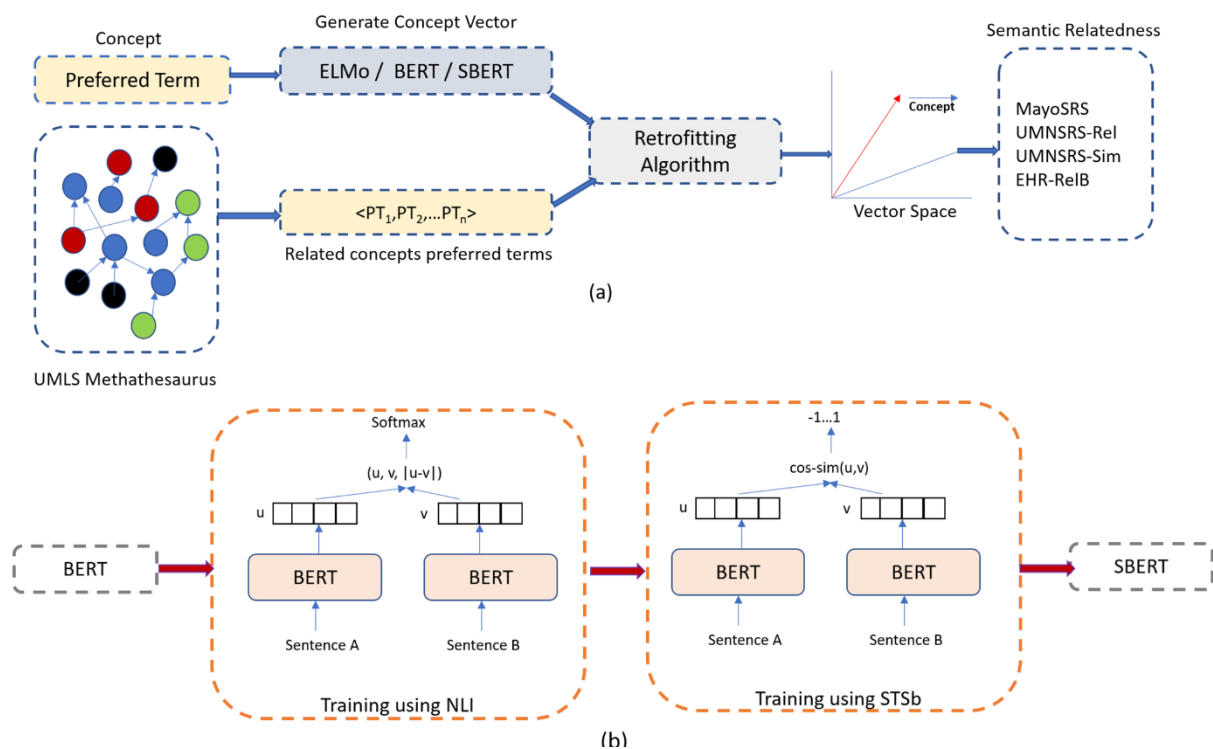 Concept
Preferred Term
Generate Concept Vector
ELMo / BERT / SBERT
Retrofitting
Algorithm
Concept
Vector Space
Semantic Relatedness
MayoSRS
UMNSRS-Rel
UMNSRS-Sim
EHR-RelB
<PT1,PT2,...PTn>
Related concepts preferred terms
UMLS Methathesaurus
(a)
BERT
Softmax
(u, v, |u-v|)
u
v
BERT
BERT
Sentence A
Sentence B
Training using NLI
-1...1
cos-sim(u,v)
u
v
BERT
BERT
Sentence A
Sentence B
Training using STSb
SBERT
(b)